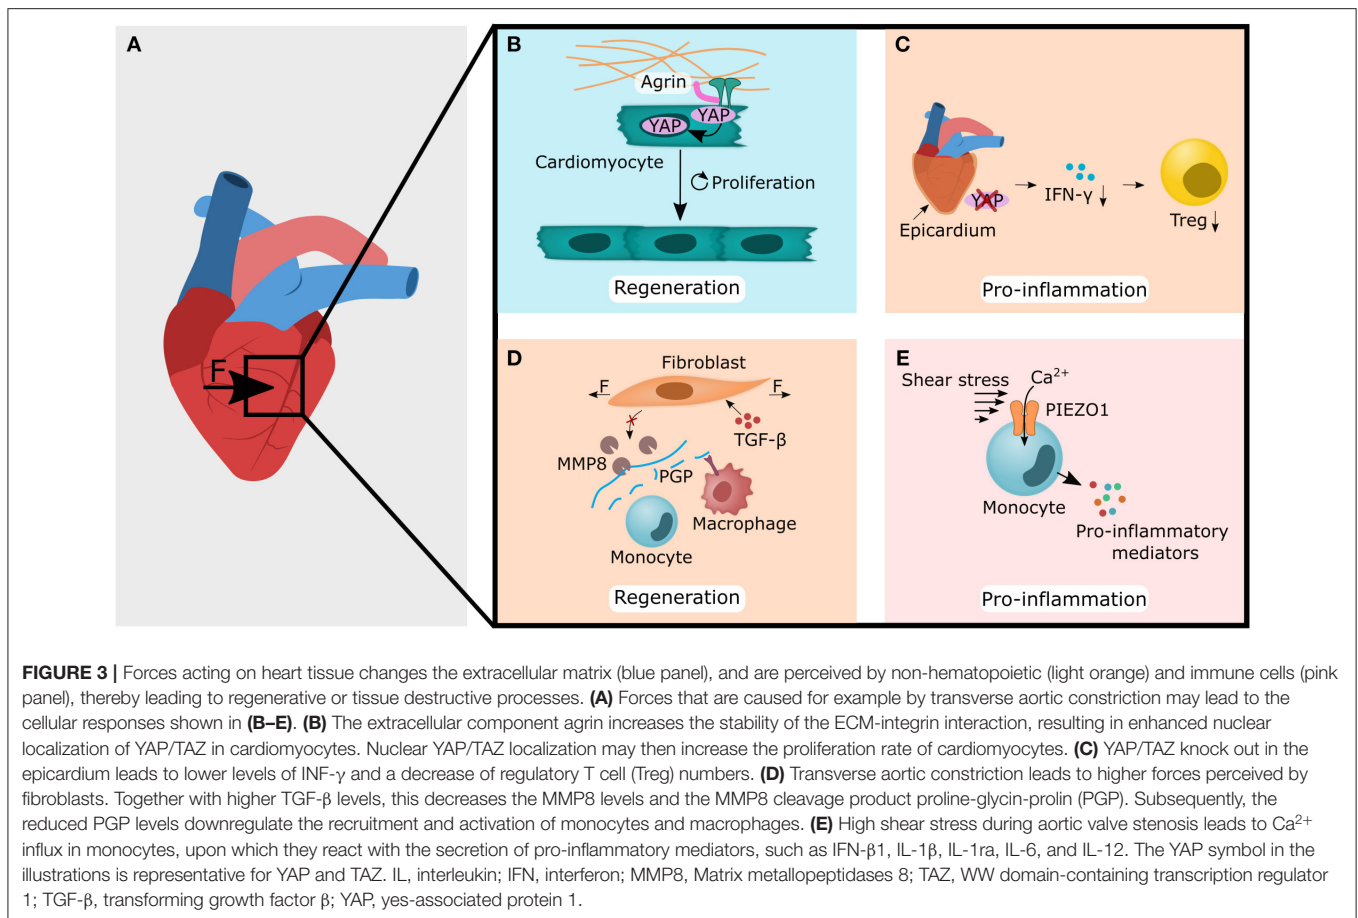 A
F
B
Agrin
YAP
YAP
Cardiomyocyte
Proliferation
Regeneration
C
YAP
IFN-γ
Epicardium
Treg
Pro-inflammation
D
Fibroblast
F
F
TGF-β
MMP8
PGP
Macrophage
Monocyte
Regeneration
E
Shear stress
Ca²⁺
PIEZO1
Monocyte
Pro-inflammatory
mediators
Pro-inflammation
FIGURE 3 | Forces acting on heart tissue changes the extracellular matrix (blue panel), and are perceived by non-hematopoietic (light orange) and immune cells (pink
panel), thereby leading to regenerative or tissue destructive processes. (A) Forces that are caused for example by transverse aortic constriction may lead to the
cellular responses shown in (B–E). (B) The extracellular component agrin increases the stability of the ECM-integrin interaction, resulting in enhanced nuclear
localization of YAP/TAZ in cardiomyocytes. Nuclear YAP/TAZ localization may then increase the proliferation rate of cardiomyocytes. (C) YAP/TAZ knock out in the
epicardium leads to lower levels of INF-γ and a decrease of regulatory T cell (Treg) numbers. (D) Transverse aortic constriction leads to higher forces perceived by
fibroblasts. Together with higher TGF-β levels, this decreases the MMP8 levels and the MMP8 cleavage product proline-glycin-prolin (PGP). Subsequently, the
reduced PGP levels downregulate the recruitment and activation of monocytes and macrophages. (E) High shear stress during aortic valve stenosis leads to Ca²⁺
influx in monocytes, upon which they react with the secretion of pro-inflammatory mediators, such as IFN-β1, IL-1β, IL-1ra, IL-6, and IL-12. The YAP symbol in the
illustrations is representative for YAP and TAZ. IL, interleukin; IFN, interferon; MMP8, Matrix metallopeptidases 8; TAZ, WW domain-containing transcription regulator
1; TGF-β, transforming growth factor β; YAP, yes-associated protein 1.